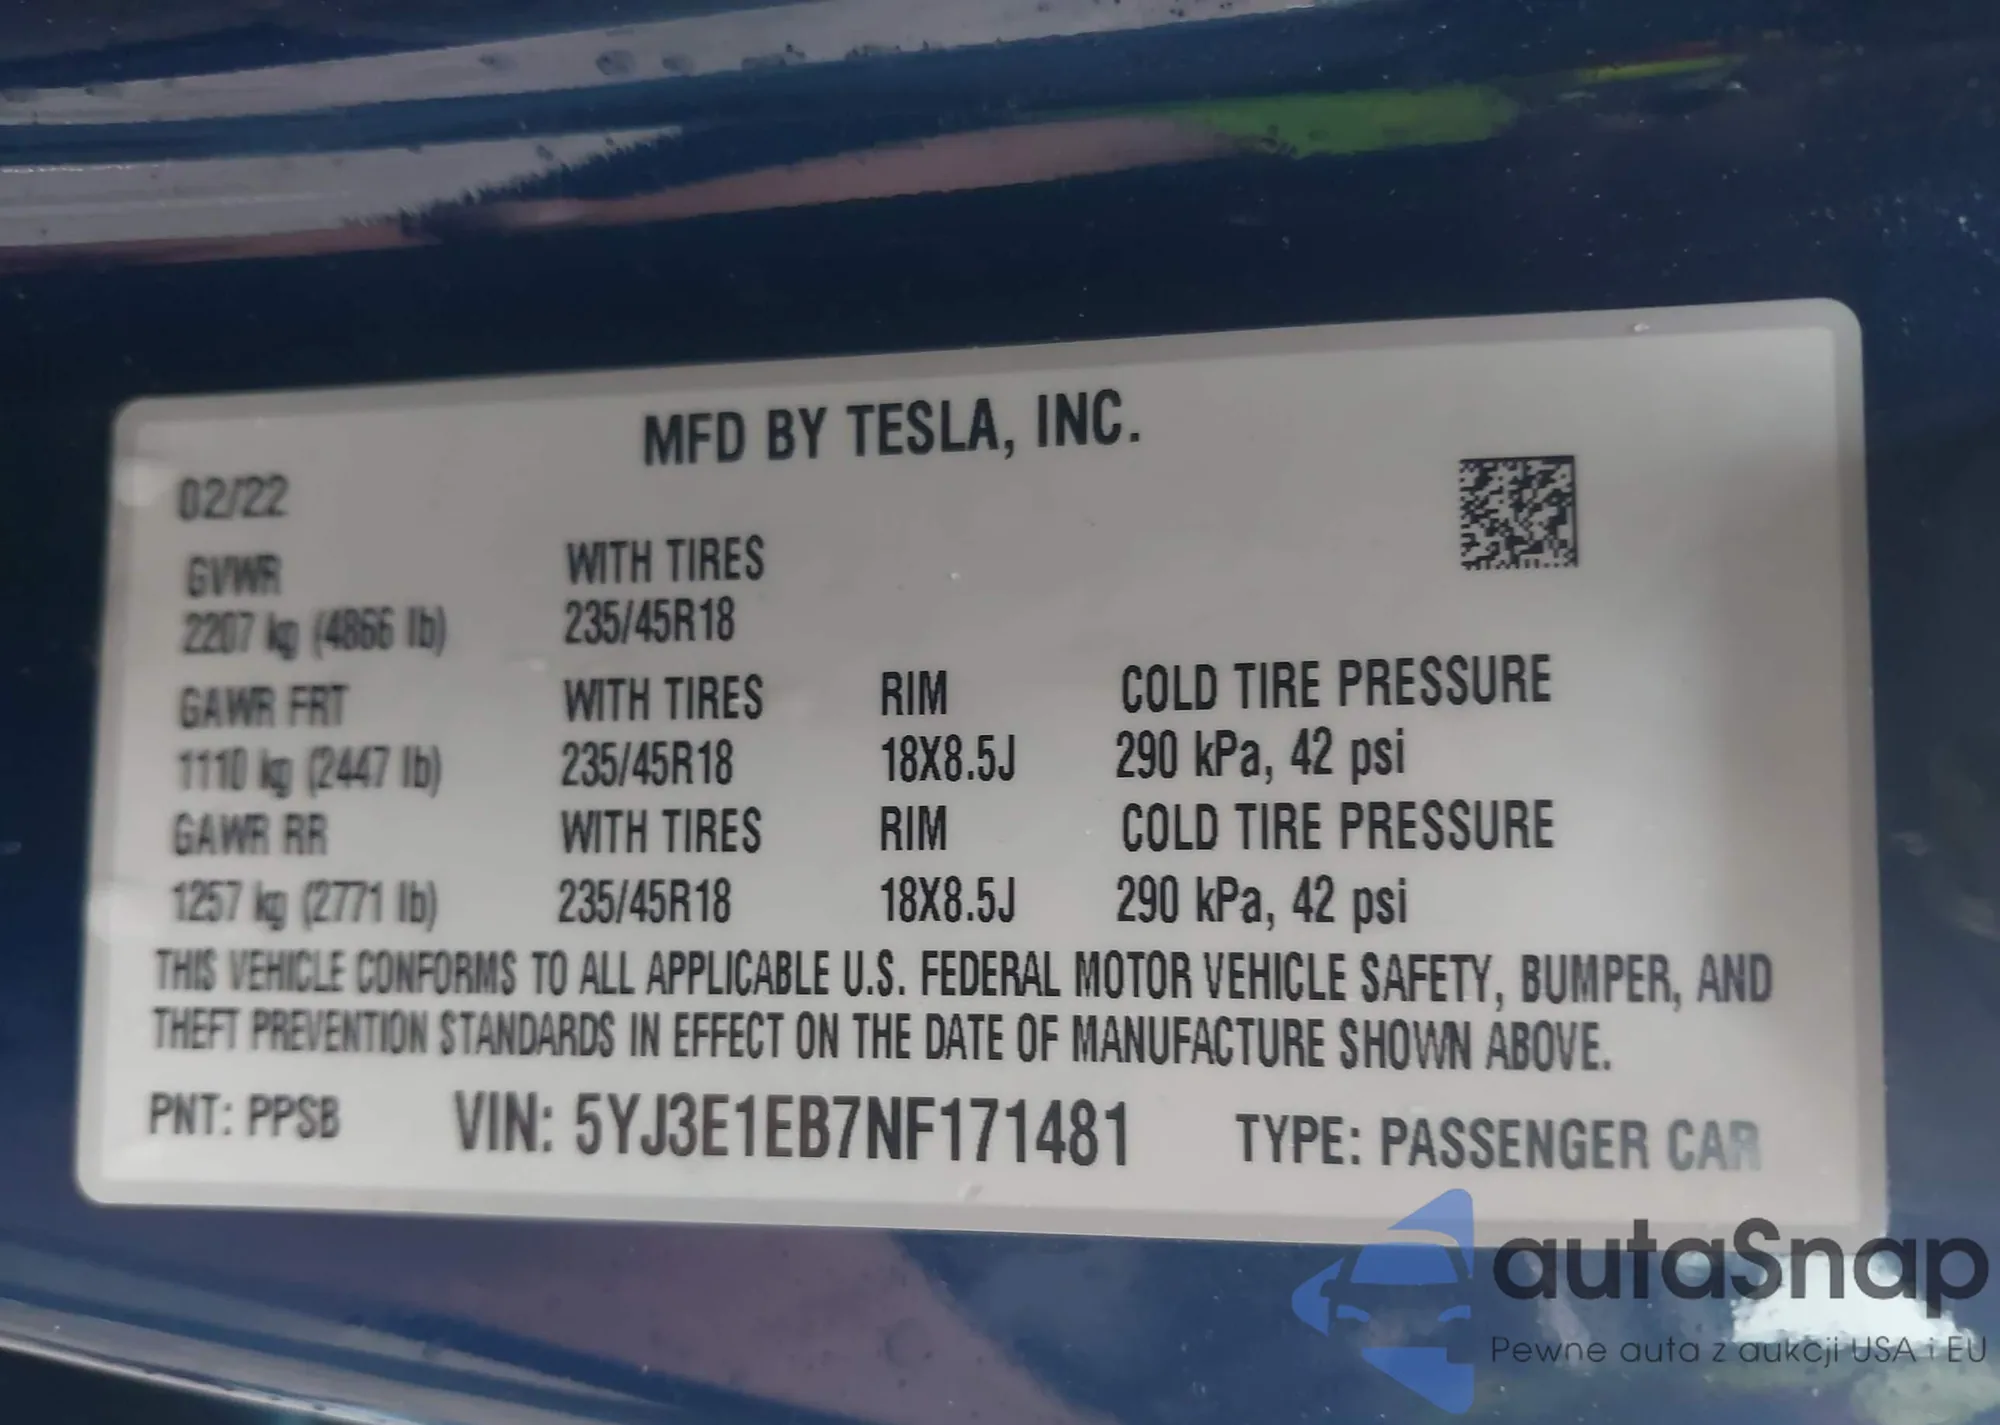 MFD BY TESLA, INC.
02/22
GVWR WITH TIRES
2207 kg (4866 lb) 235/45R18
GAWR FRT WITH TIRES RIM COLD TIRE PRESSURE
1110 kg (2447 lb) 235/45R18 18X8.5J 290 kPa, 42 psi
GAWR RR WITH TIRES RIM COLD TIRE PRESSURE
1257 kg (2771 lb) 235/45R18 18X8.5J 290 kPa, 42 psi
THIS VEHICLE CONFORMS TO ALL APPLICABLE U.S. FEDERAL MOTOR VEHICLE SAFETY, BUMPER, AND
THEFT PREVENTION STANDARDS IN EFFECT ON THE DATE OF MANUFACTURE SHOWN ABOVE.
PNT: PPSB VIN: 5YJ3E1EB7NF171481 TYPE: PASSENGER CAR
autaSnap
Pewne auta z aukcji USA i EU